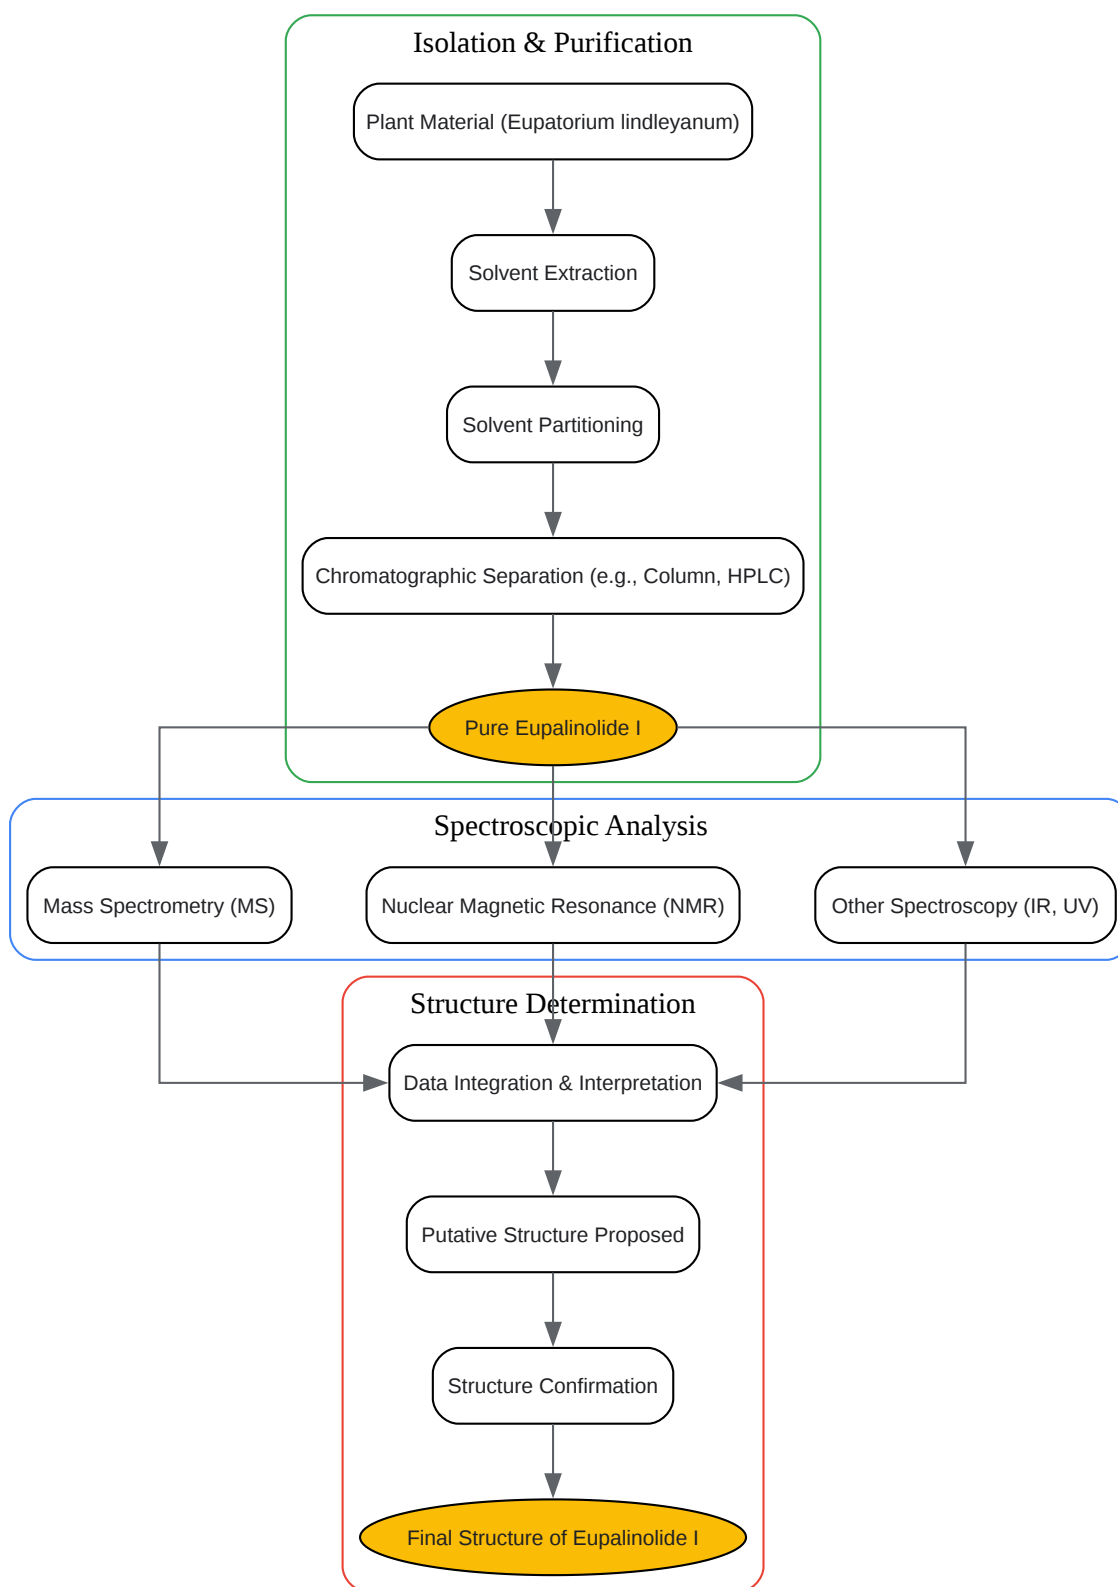 Isolation & Purification
Plant Material (Eupatorium lindleyanum)
Solvent Extraction
Solvent Partitioning
Chromatographic Separation (e.g., Column, HPLC)
Pure Eupalinolide I
Spectroscopic Analysis
Mass Spectrometry (MS)
Nuclear Magnetic Resonance (NMR)
Other Spectroscopy (IR, UV)
Structure Determination
Data Integration & Interpretation
Putative Structure Proposed
Structure Confirmation
Final Structure of Eupalinolide I